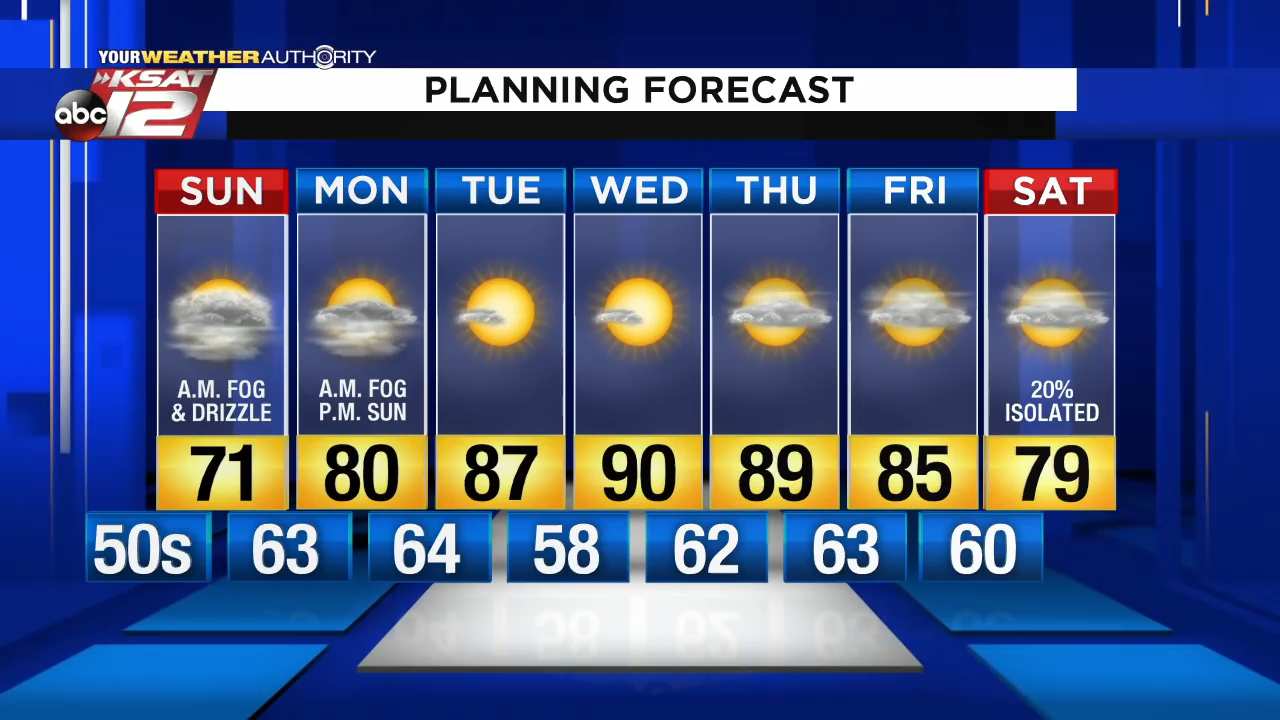 YOURWEATHERAUTHORITY
KSAT
abc 12
PLANNING FORECAST
SUN MON TUE WED THU FRI SAT
A.M. FOG A.M. FOG 20%
& DRIZZLE P.M. SUN ISOLATED
71 80 87 90 89 85 79
50s 63 64 58 62 63 60